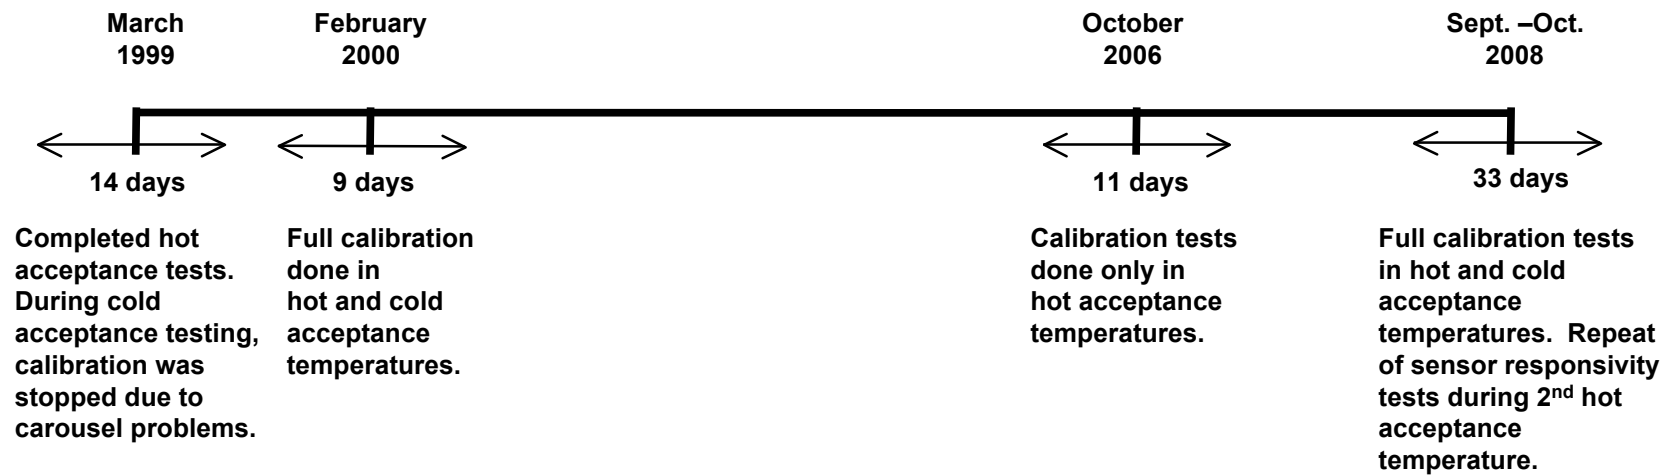 March
1999
February
2000
October
2006
Sept. –Oct.
2008
14 days
9 days
11 days
33 days
Completed hot
acceptance tests.
During cold
acceptance testing,
calibration was
stopped due to
carousel problems.
Full calibration
done in
hot and cold
acceptance
temperatures.
Calibration tests
done only in
hot acceptance
temperatures.
Full calibration tests
in hot and cold
acceptance
temperatures.  Repeat
of sensor responsivity
tests during 2nd hot
acceptance
temperature.